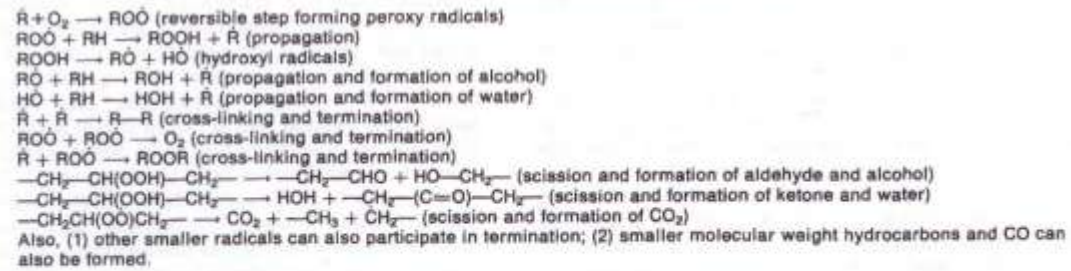 Ṙ + O₂ → ROȮ (reversible step forming peroxy radicals)
ROȮ + RH → ROOH + Ṙ (propagation)
ROOH → RȮ + HȮ (hydroxyl radicals)
RȮ + RH → ROH + Ṙ (propagation and formation of alcohol)
HȮ + RH → HOH + Ṙ (propagation and formation of water)
Ṙ + Ṙ → R—R (cross-linking and termination)
ROȮ + ROȮ → O₂ (cross-linking and termination)
Ṙ + ROȮ → ROOR (cross-linking and termination)
—CH₂—CH(OOH)—CH₂— → —CH₂—CHO + HO—CH₂— (scission and formation of aldehyde and alcohol)
—CH₂—CH(OOH)—CH₂— → HOH + —CH₂—(C=O)—CH₂— (scission and formation of ketone and water)
—CH₂CH(OȮ)CH₂— → CO₂ + —CH₃ + ĊH₂— (scission and formation of CO₂)
Also, (1) other smaller radicals can also participate in termination; (2) smaller molecular weight hydrocarbons and CO can
also be formed.